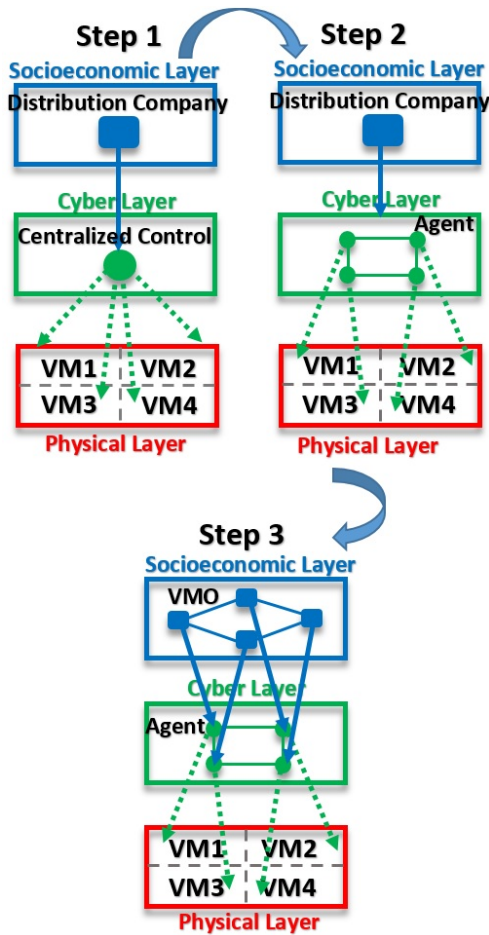 Step 1
Socioeconomic Layer
Distribution Company
Cyber Layer
Centralized Control
VM1 VM2
VM3 VM4
Physical Layer
Step 2
Socioeconomic Layer
Distribution Company
Cyber Layer
Agent
VM1 VM2
VM3 VM4
Physical Layer
Step 3
Socioeconomic Layer
VMO
Cyber Layer
Agent
VM1 VM2
VM3 VM4
Physical Layer